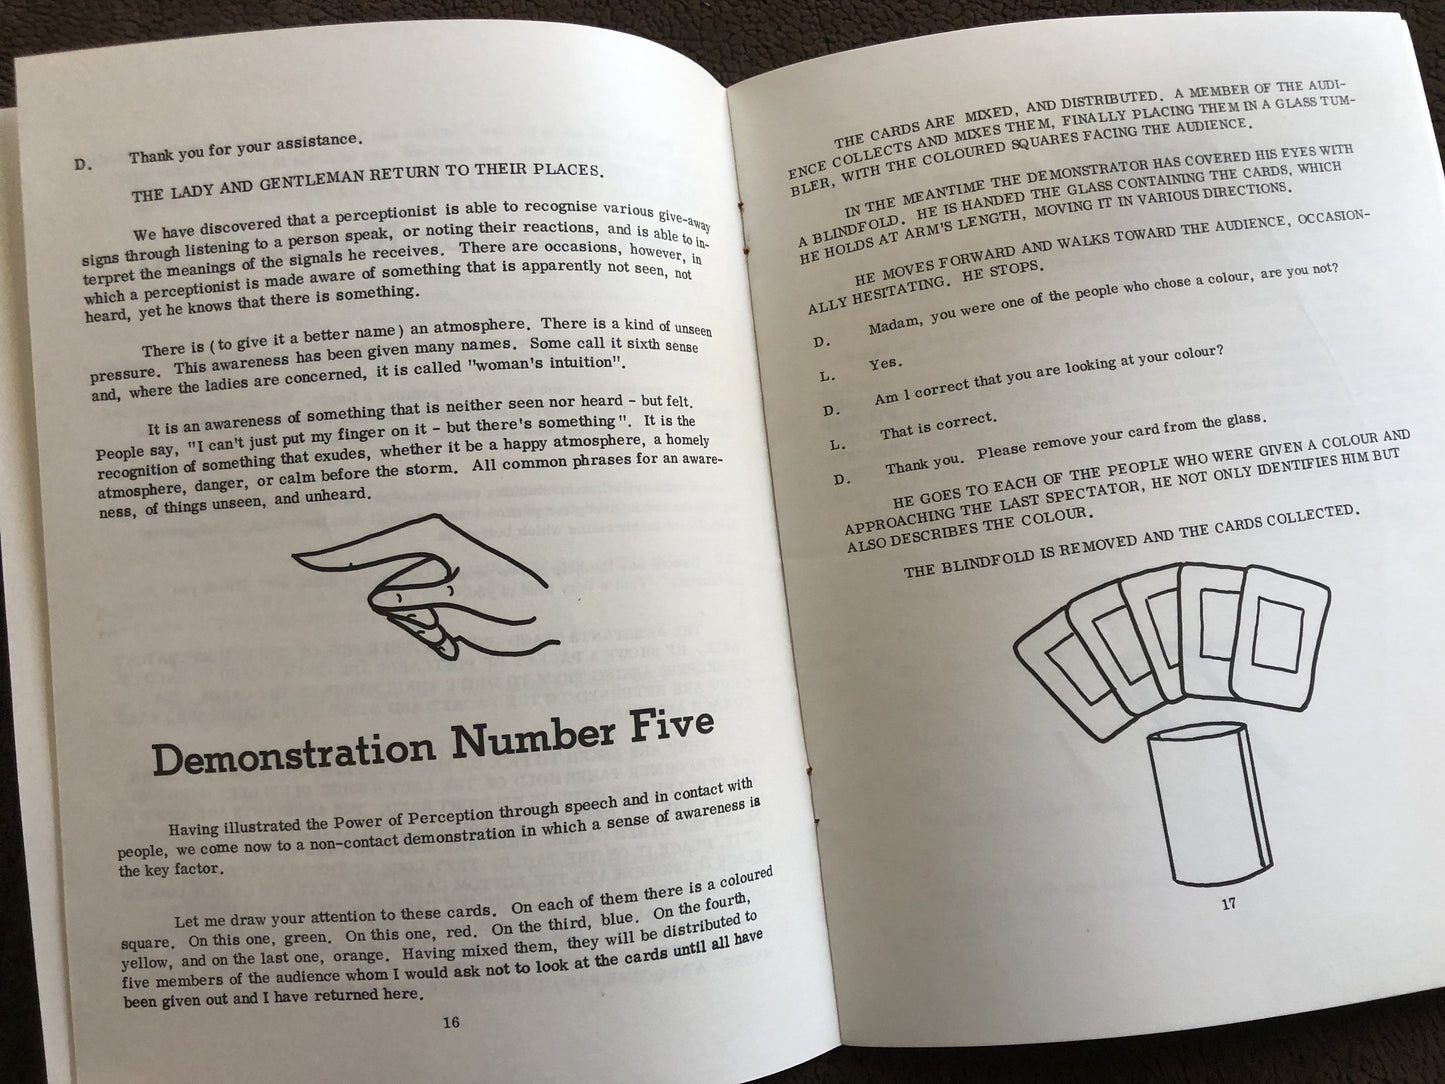 D. Thank you for your assistance.
THE LADY AND GENTLEMAN RETURN TO THEIR PLACES.
We have discovered that a perceptionist is able to recognise various give-away
signs through listening to a person speak, or noting their reactions, and is able to in-
terpret the meanings of the signals he receives. There are occasions, however, in
which a perceptionist is made aware of something that is apparently not seen, not
heard, yet he knows that there is something.
There is (to give it a better name) an atmosphere. There is a kind of unseen
pressure. This awareness has been given many names. Some call it sixth sense
and, where the ladies are concerned, it is called "woman's intuition".
It is an awareness of something that is neither seen nor heard - but felt.
People say, "I can't just put my finger on it - but there's something". It is the
recognition of something that exudes, whether it be a happy atmosphere, a homely
atmosphere, danger, or calm before the storm. All common phrases for an aware-
ness, of things unseen, and unheard.
Demonstration Number Five
Having illustrated the Power of Perception through speech and in contact with
people, we come now to a non-contact demonstration in which a sense of awareness is
the key factor.
Let me draw your attention to these cards. On each of them there is a coloured
square. On this one, green. On this one, red. On the third, blue. On the fourth,
yellow, and on the last one, orange. Having mixed them, they will be distributed to
five members of the audience whom I would ask not to look at the cards until all have
been given out and I have returned here.
16
THE CARDS ARE MIXED, AND DISTRIBUTED. A MEMBER OF THE AUDI-
ENCE COLLECTS AND MIXES THEM, FINALLY PLACING THEM IN A GLASS TUM-
BLER, WITH THE COLOURED SQUARES FACING THE AUDIENCE.
IN THE MEANTIME THE DEMONSTRATOR HAS COVERED HIS EYES WITH
A BLINDFOLD. HE IS HANDED THE GLASS CONTAINING THE CARDS, WHICH
HE HOLDS AT ARM'S LENGTH, MOVING IT IN VARIOUS DIRECTIONS.
HE MOVES FORWARD AND WALKS TOWARD THE AUDIENCE, OCCASION-
ALLY HESITATING. HE STOPS.
D. Madam, you were one of the people who chose a colour, are you not?
L. Yes.
D. Am I correct that you are looking at your colour?
L. That is correct.
D. Thank you. Please remove your card from the glass.
HE GOES TO EACH OF THE PEOPLE WHO WERE GIVEN A COLOUR AND
APPROACHING THE LAST SPECTATOR, HE NOT ONLY IDENTIFIES HIM BUT
ALSO DESCRIBES THE COLOUR.
THE BLINDFOLD IS REMOVED AND THE CARDS COLLECTED.
17